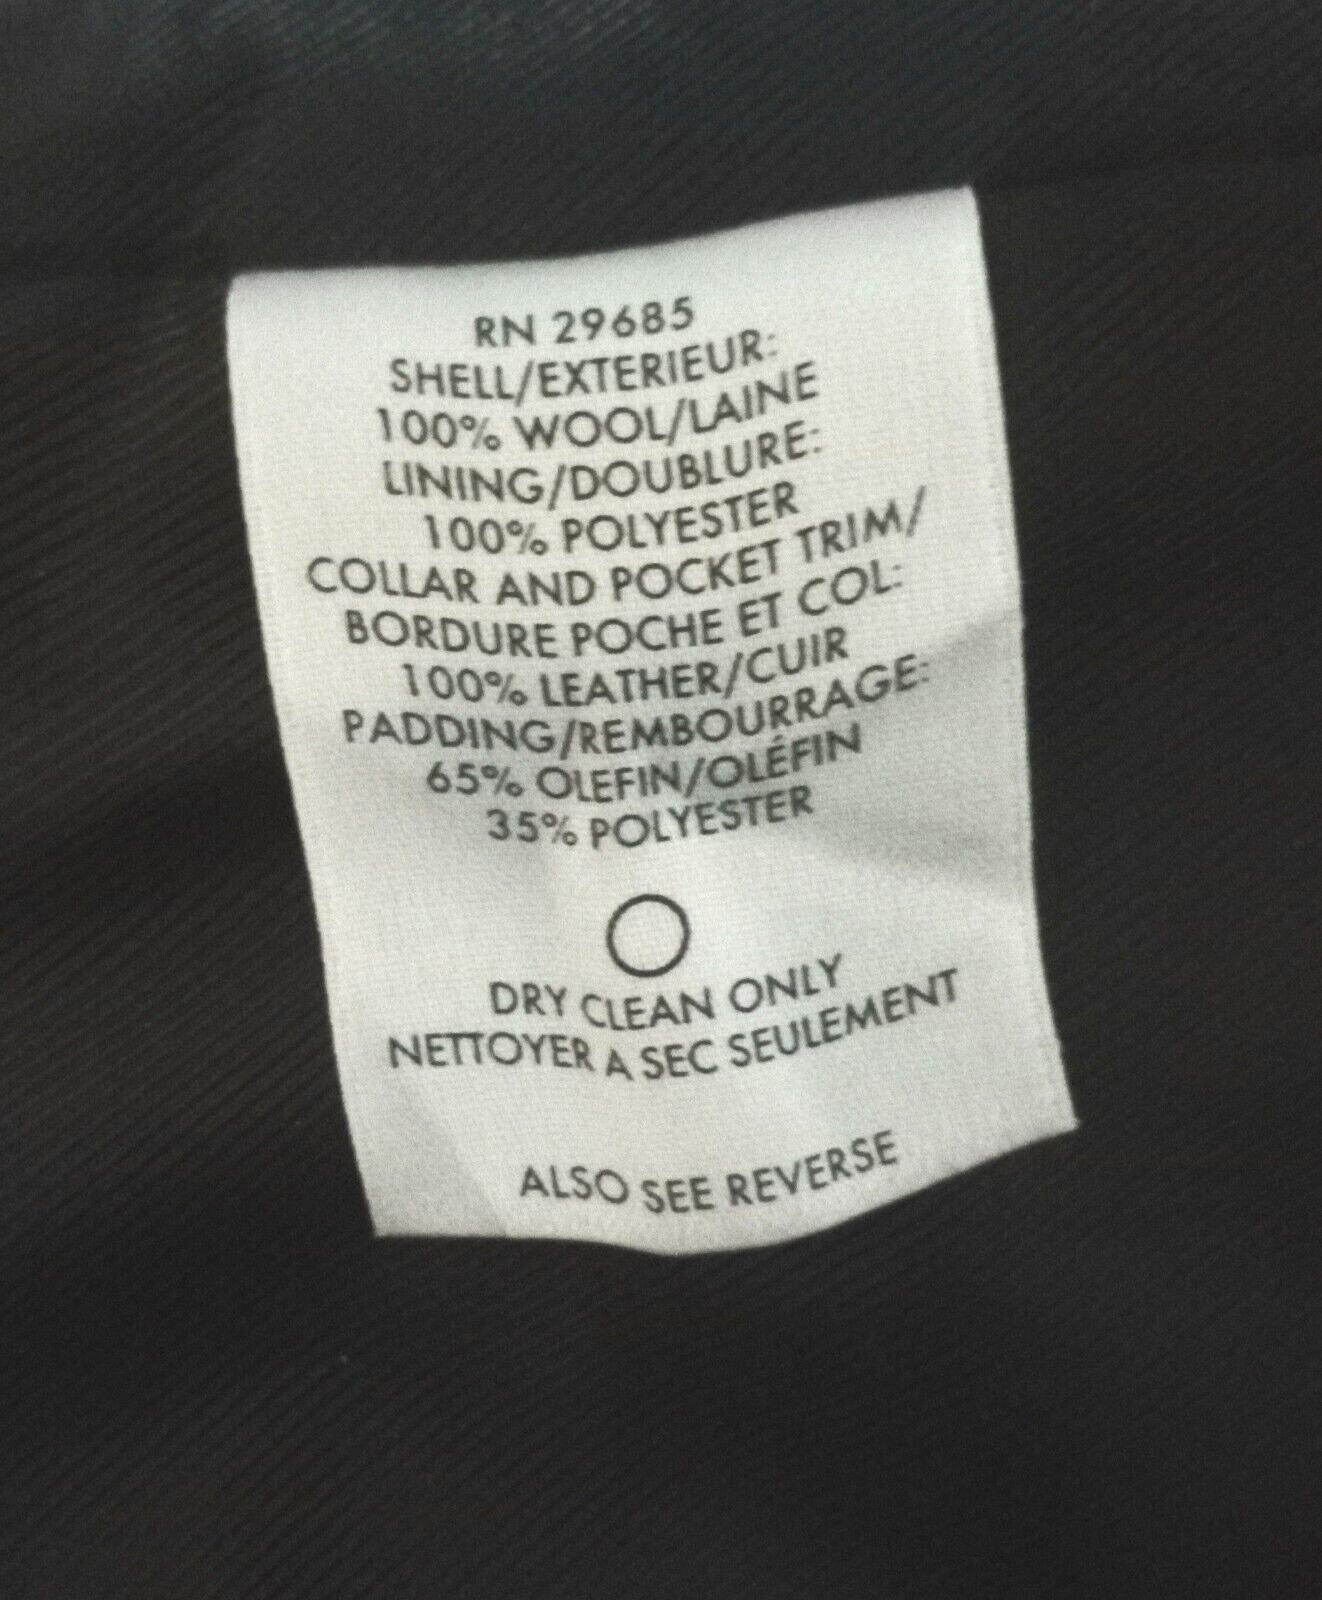 RN 29685
SHELL/EXTERIEUR:
100% WOOL/LAINE
LINING/DOUBLURE:
100% POLYESTER
COLLAR AND POCKET TRIM/
BORDURE POCHE ET COL:
100% LEATHER/CUIR
PADDING/REMBOURRAGE:
65% OLEFIN/OLÉFIN
35% POLYESTER
DRY CLEAN ONLY
NETTOYER A SEC SEULEMENT
ALSO SEE REVERSE